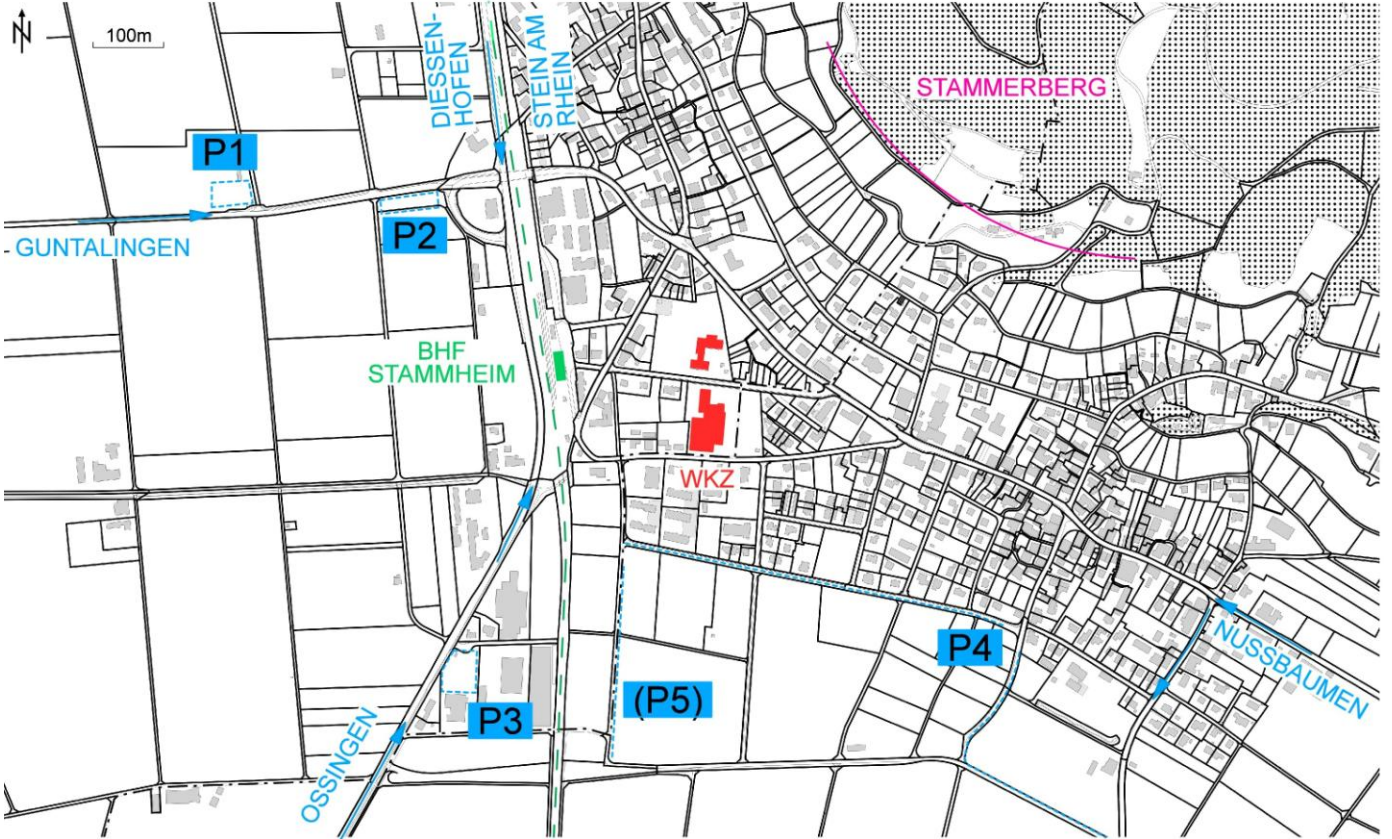 N
100m
DIESSEN-
HOFEN
STEIN AM
RHEIN
STAMMERBERG
P1
GUNTALINGEN
P2
BHF
STAMMHEIM
WKZ
P4
NUSSBAUMEN
(P5)
P3
OSSINGEN